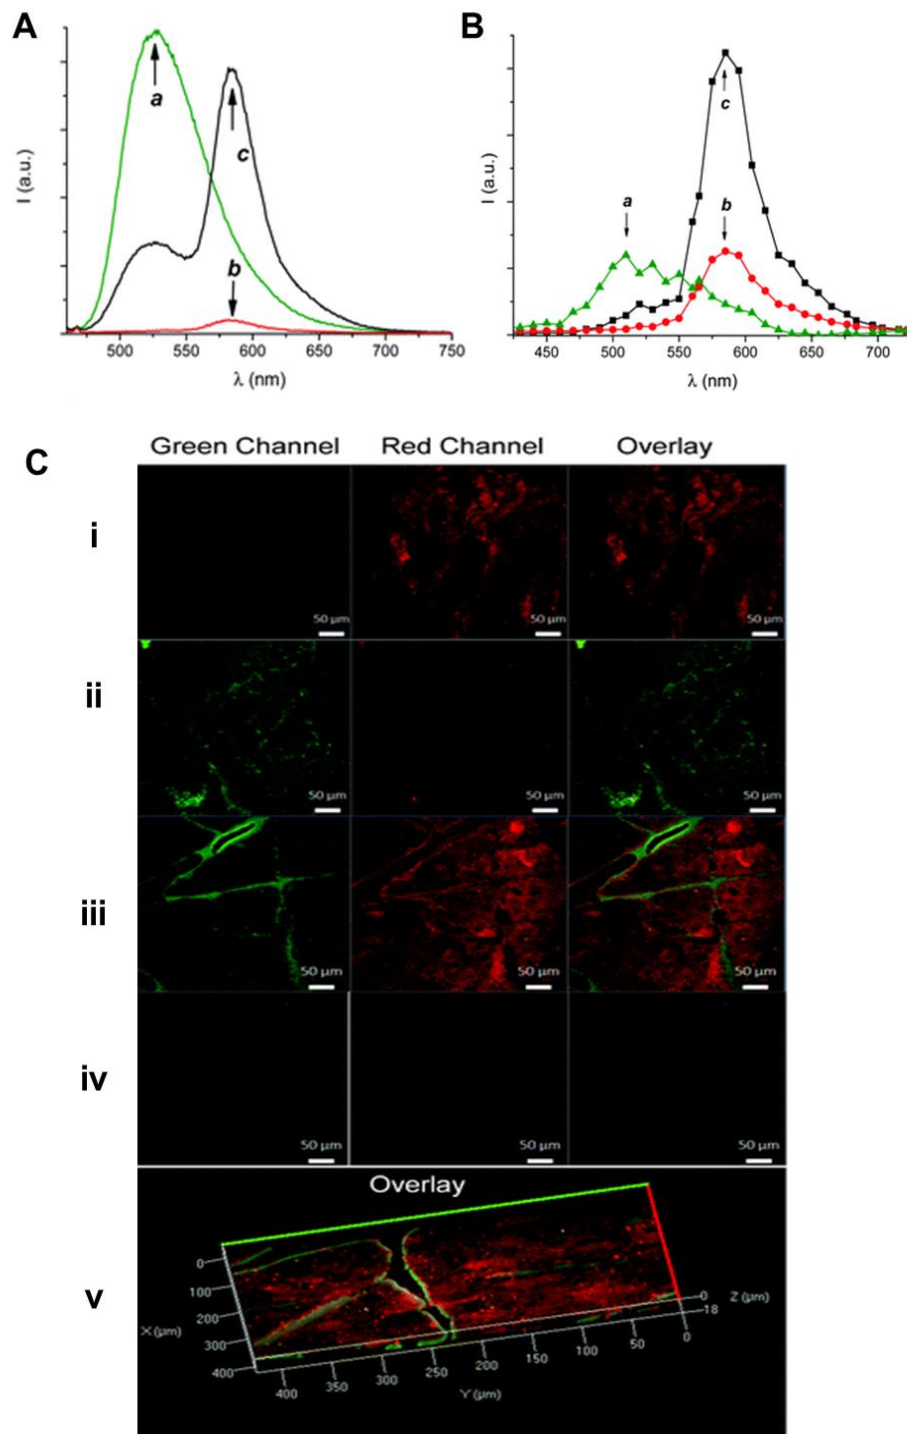 A
B
I (a.u.)
a
c
b
500 550 600 650 700 750
λ (nm)
I (a.u.)
a
c
b
450 500 550 600 650 700
λ (nm)
C
Green Channel Red Channel Overlay
i
50 µm 50 µm 50 µm
ii
50 µm 50 µm 50 µm
iii
50 µm 50 µm 50 µm
iv
50 µm 50 µm 50 µm
v
Overlay
0
100
200
300
400
X (µm)
400 350 300 250 200 150 100 50 0
Y (µm)
0
18
Z (µm)